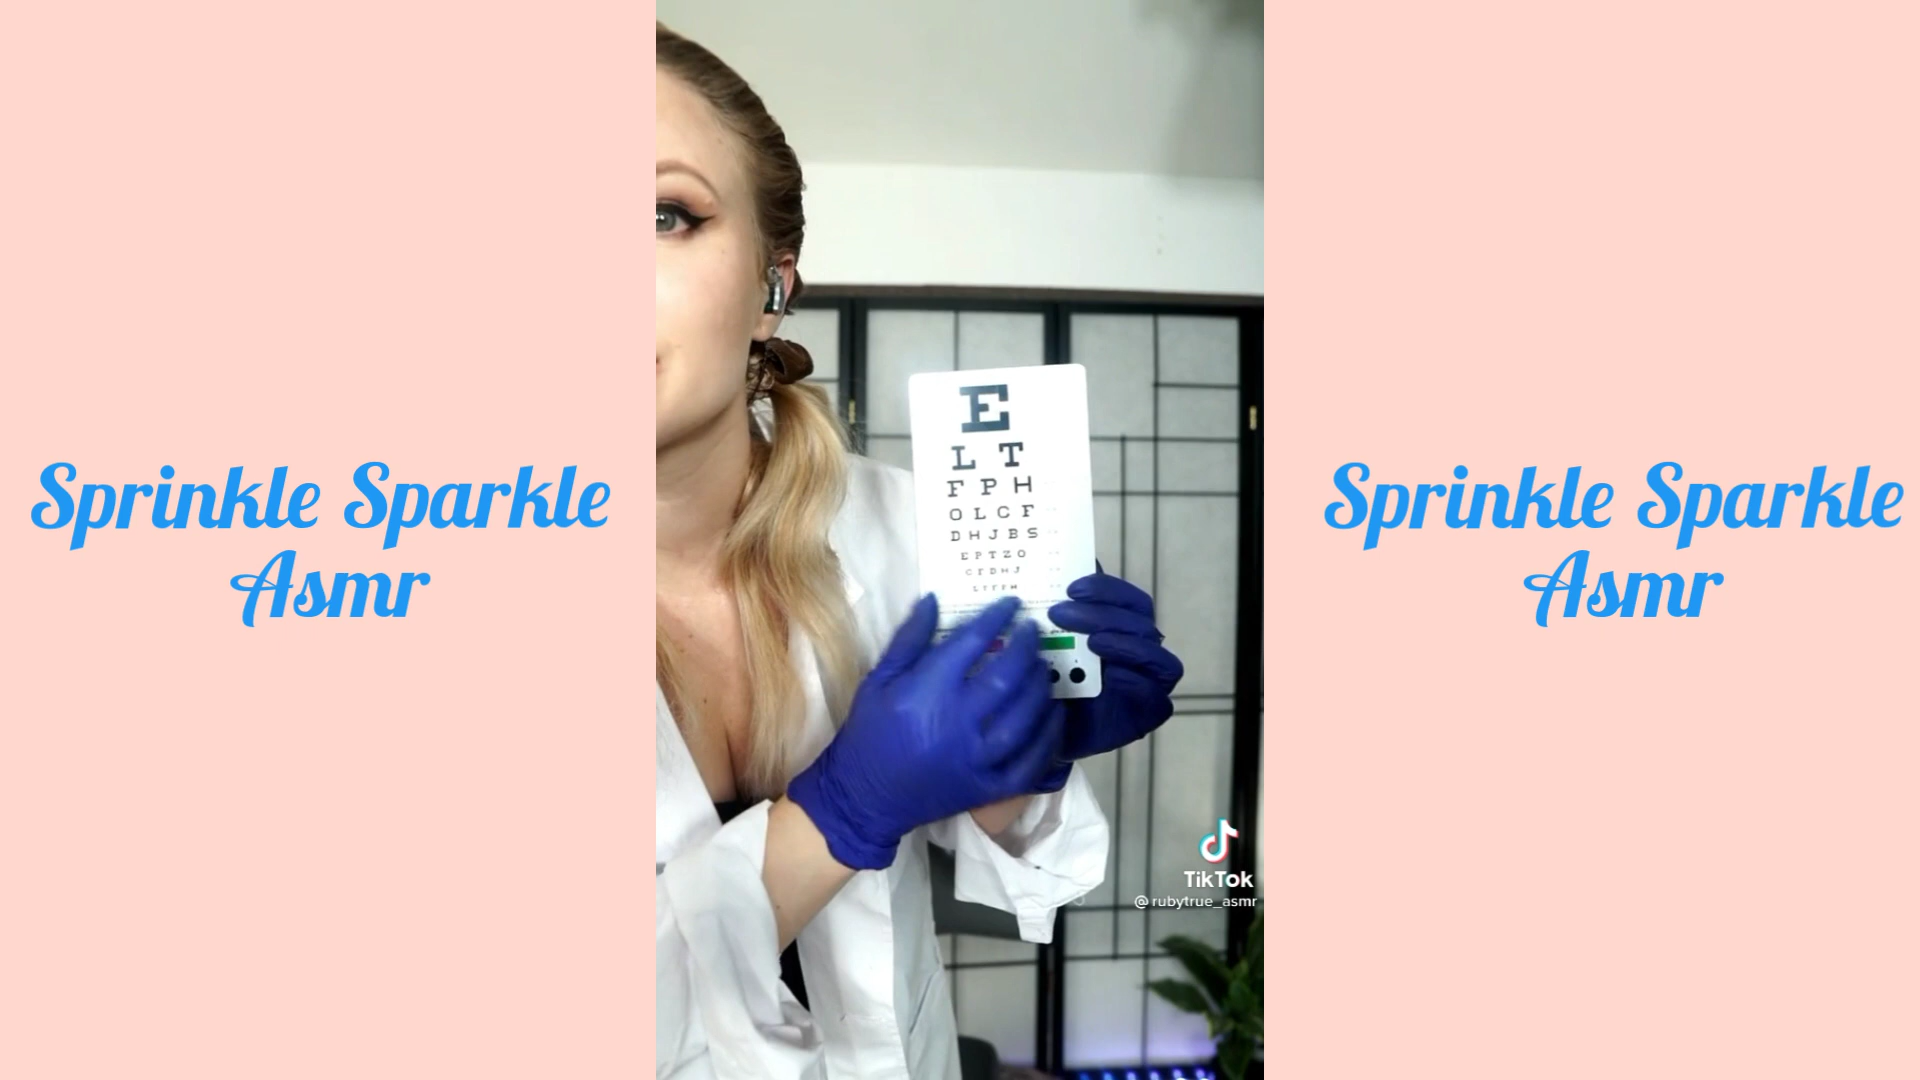 Sprinkle Sparkle
Asmr
E
L T
F P H
O L C F
D H J B S
E P T Z O
TikTok
@rubytrue_asmr
Sprinkle Sparkle
Asmr